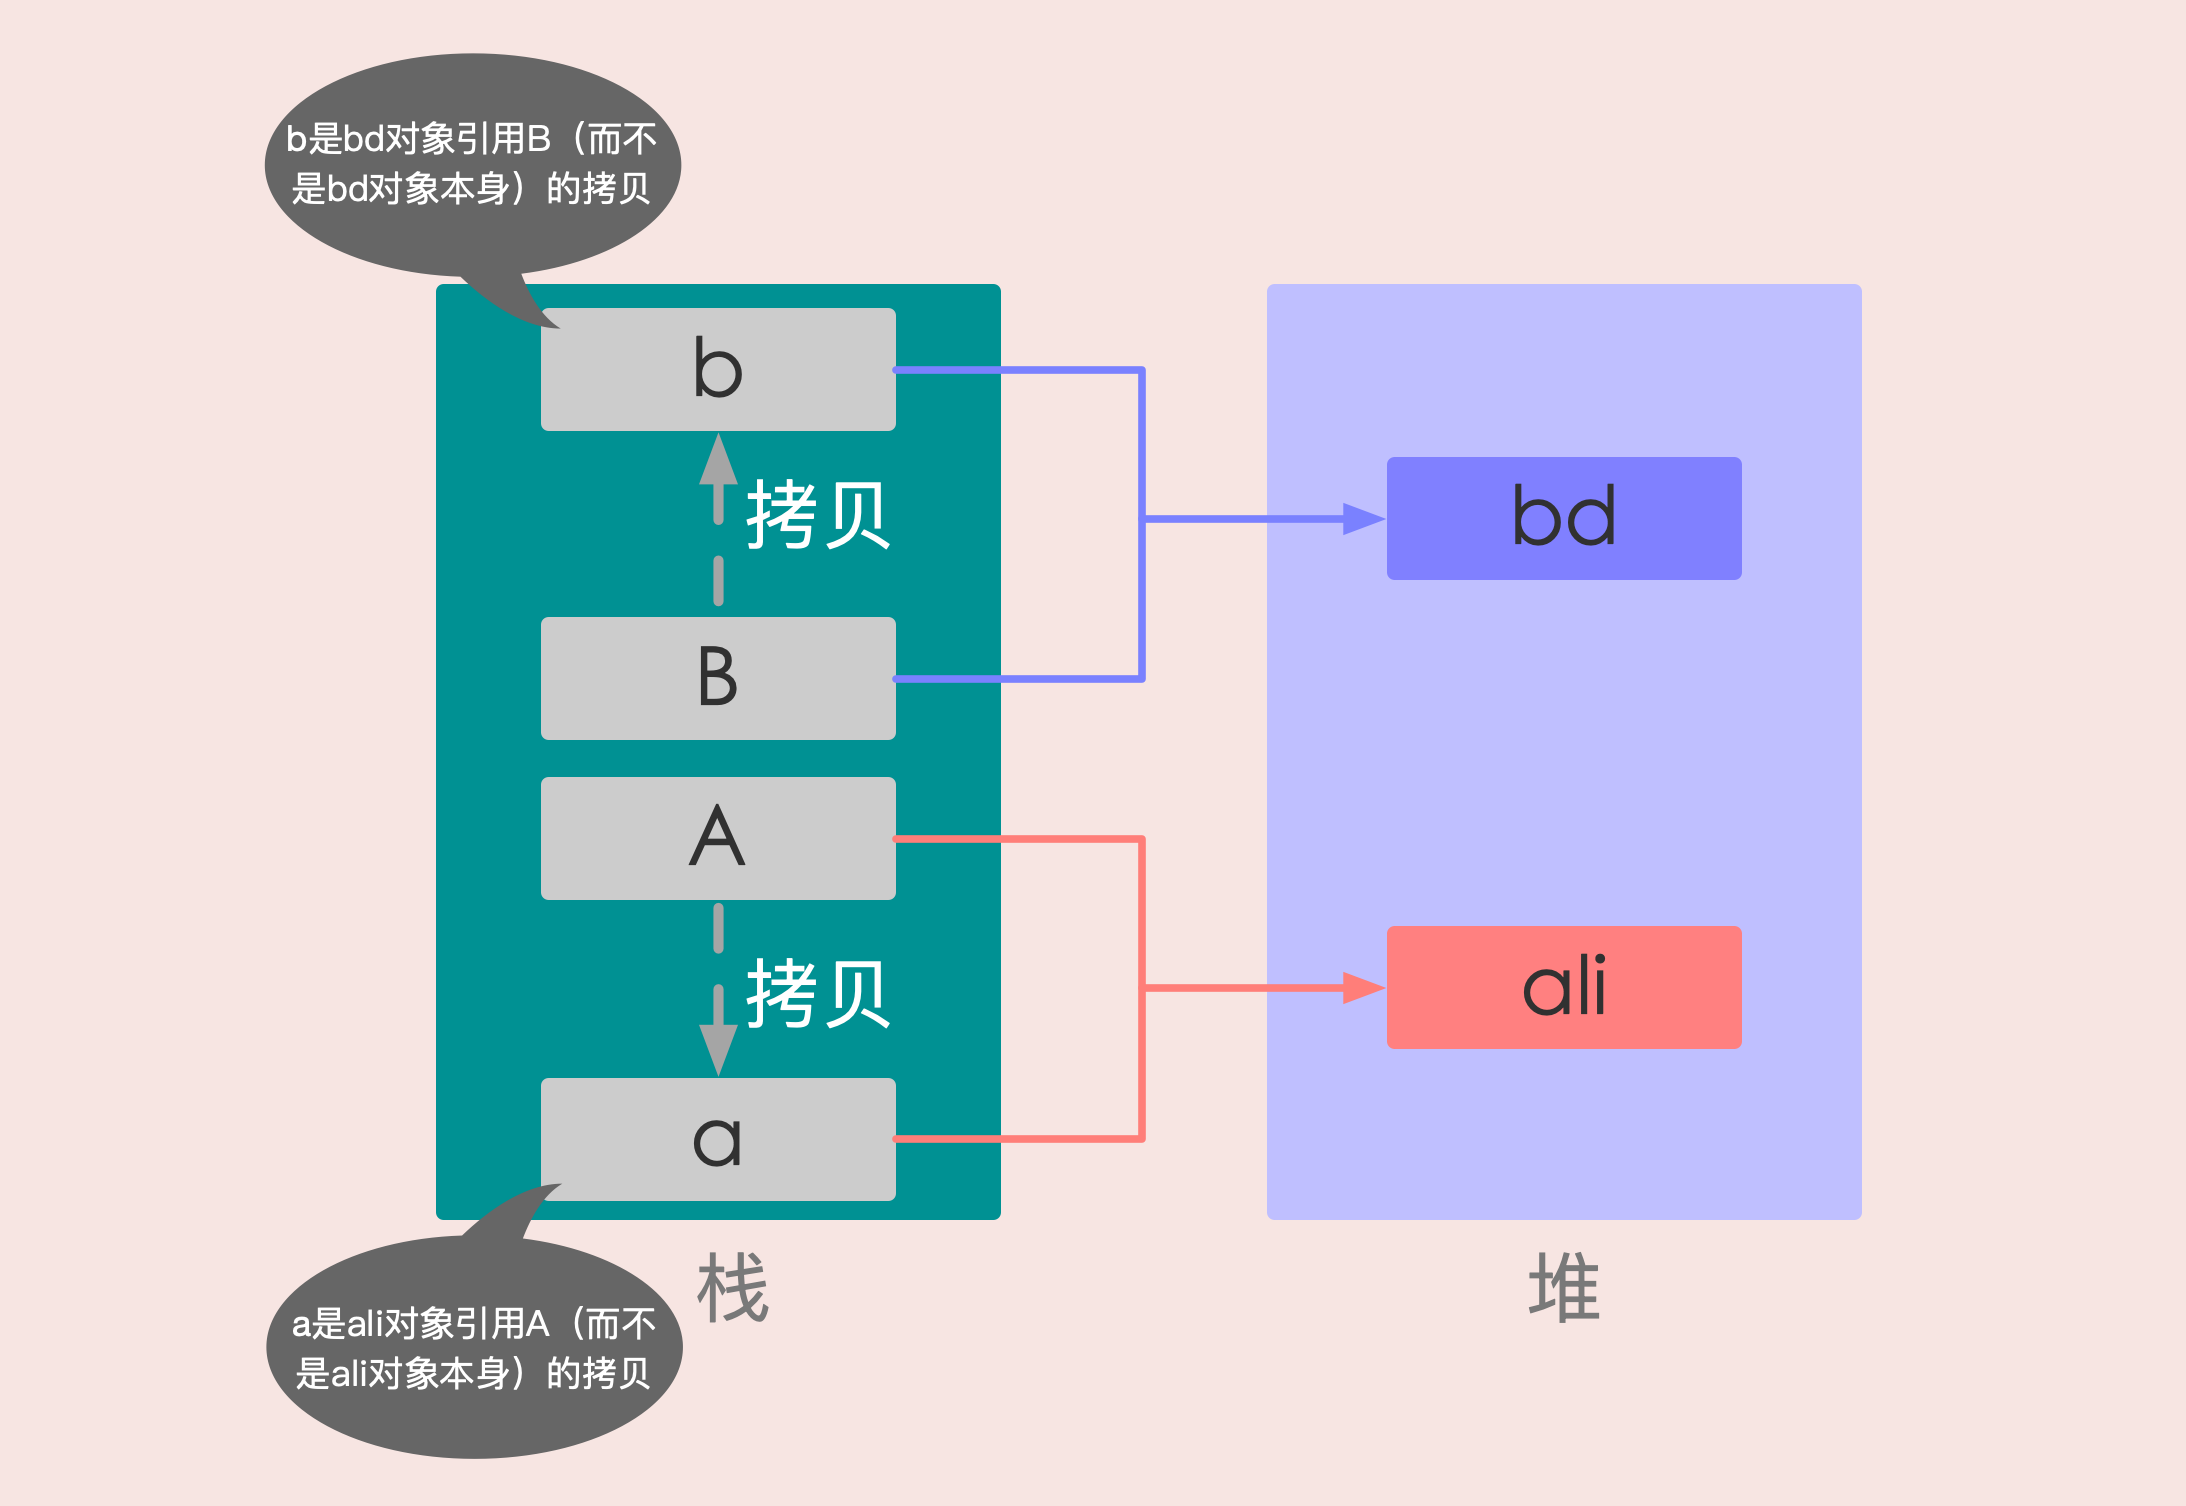 b是bd对象引用B（而不
是bd对象本身）的拷贝
b
拷贝
B
bd
A
拷贝
ali
a
栈
堆
a是ali对象引用A（而不
是ali对象本身）的拷贝